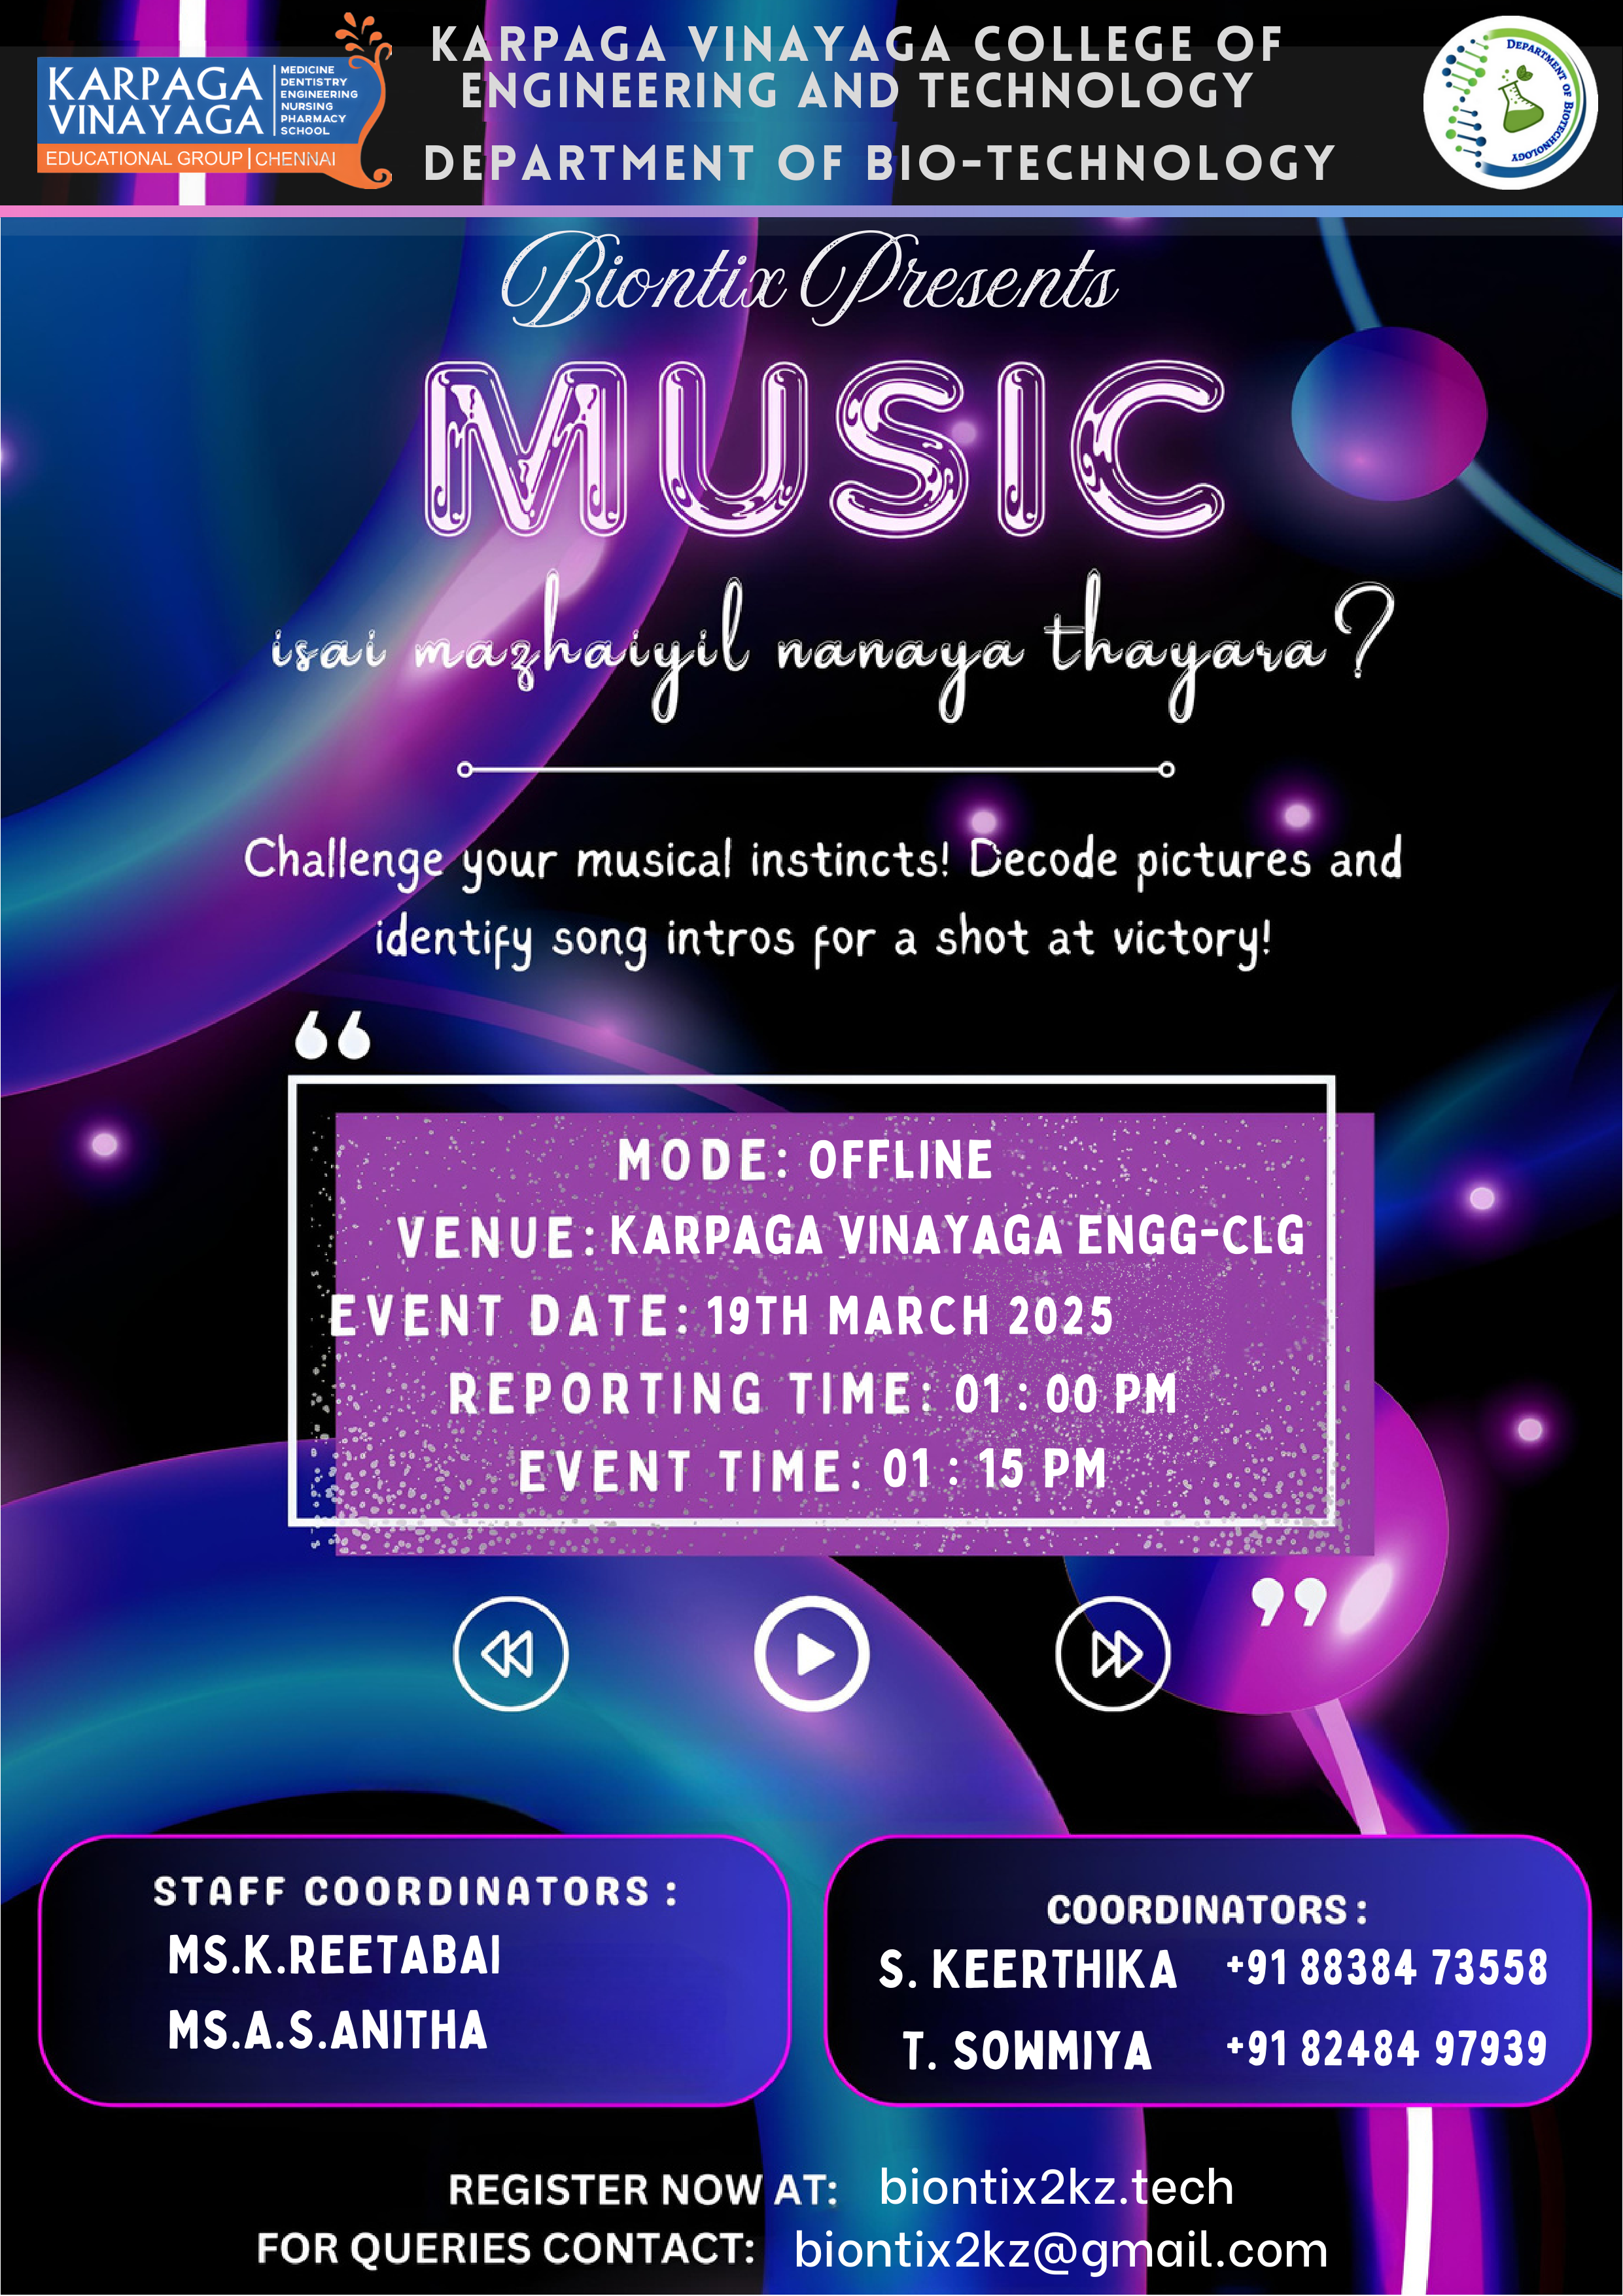 KARPAGA
VINAYAGA
MEDICINE
DENTISTRY
ENGINEERING
NURSING
PHARMACY
SCHOOL
EDUCATIONAL GROUP | CHENNAI
KARPAGA VINAYAGA COLLEGE OF
ENGINEERING AND TECHNOLOGY
DEPARTMENT OF BIO-TECHNOLOGY
DEPARTMENT OF BIOTECHNOLOGY
Biontix Presents
MUSIC
isai mazhaiyil nanaya thayara?
Challenge your musical instincts! Decode pictures and
identify song intros for a shot at victory!
“
MODE: OFFLINE
VENUE: KARPAGA VINAYAGA ENGG-CLG
EVENT DATE: 19TH MARCH 2025
REPORTING TIME: 01 : 00 PM
EVENT TIME: 01 : 15 PM
”
STAFF COORDINATORS :
MS.K.REETABAI
MS.A.S.ANITHA
COORDINATORS :
S. KEERTHIKA +91 88384 73558
T. SOWMIYA +91 82484 97939
REGISTER NOW AT: biontix2kz.tech
FOR QUERIES CONTACT: biontix2kz@gmail.com